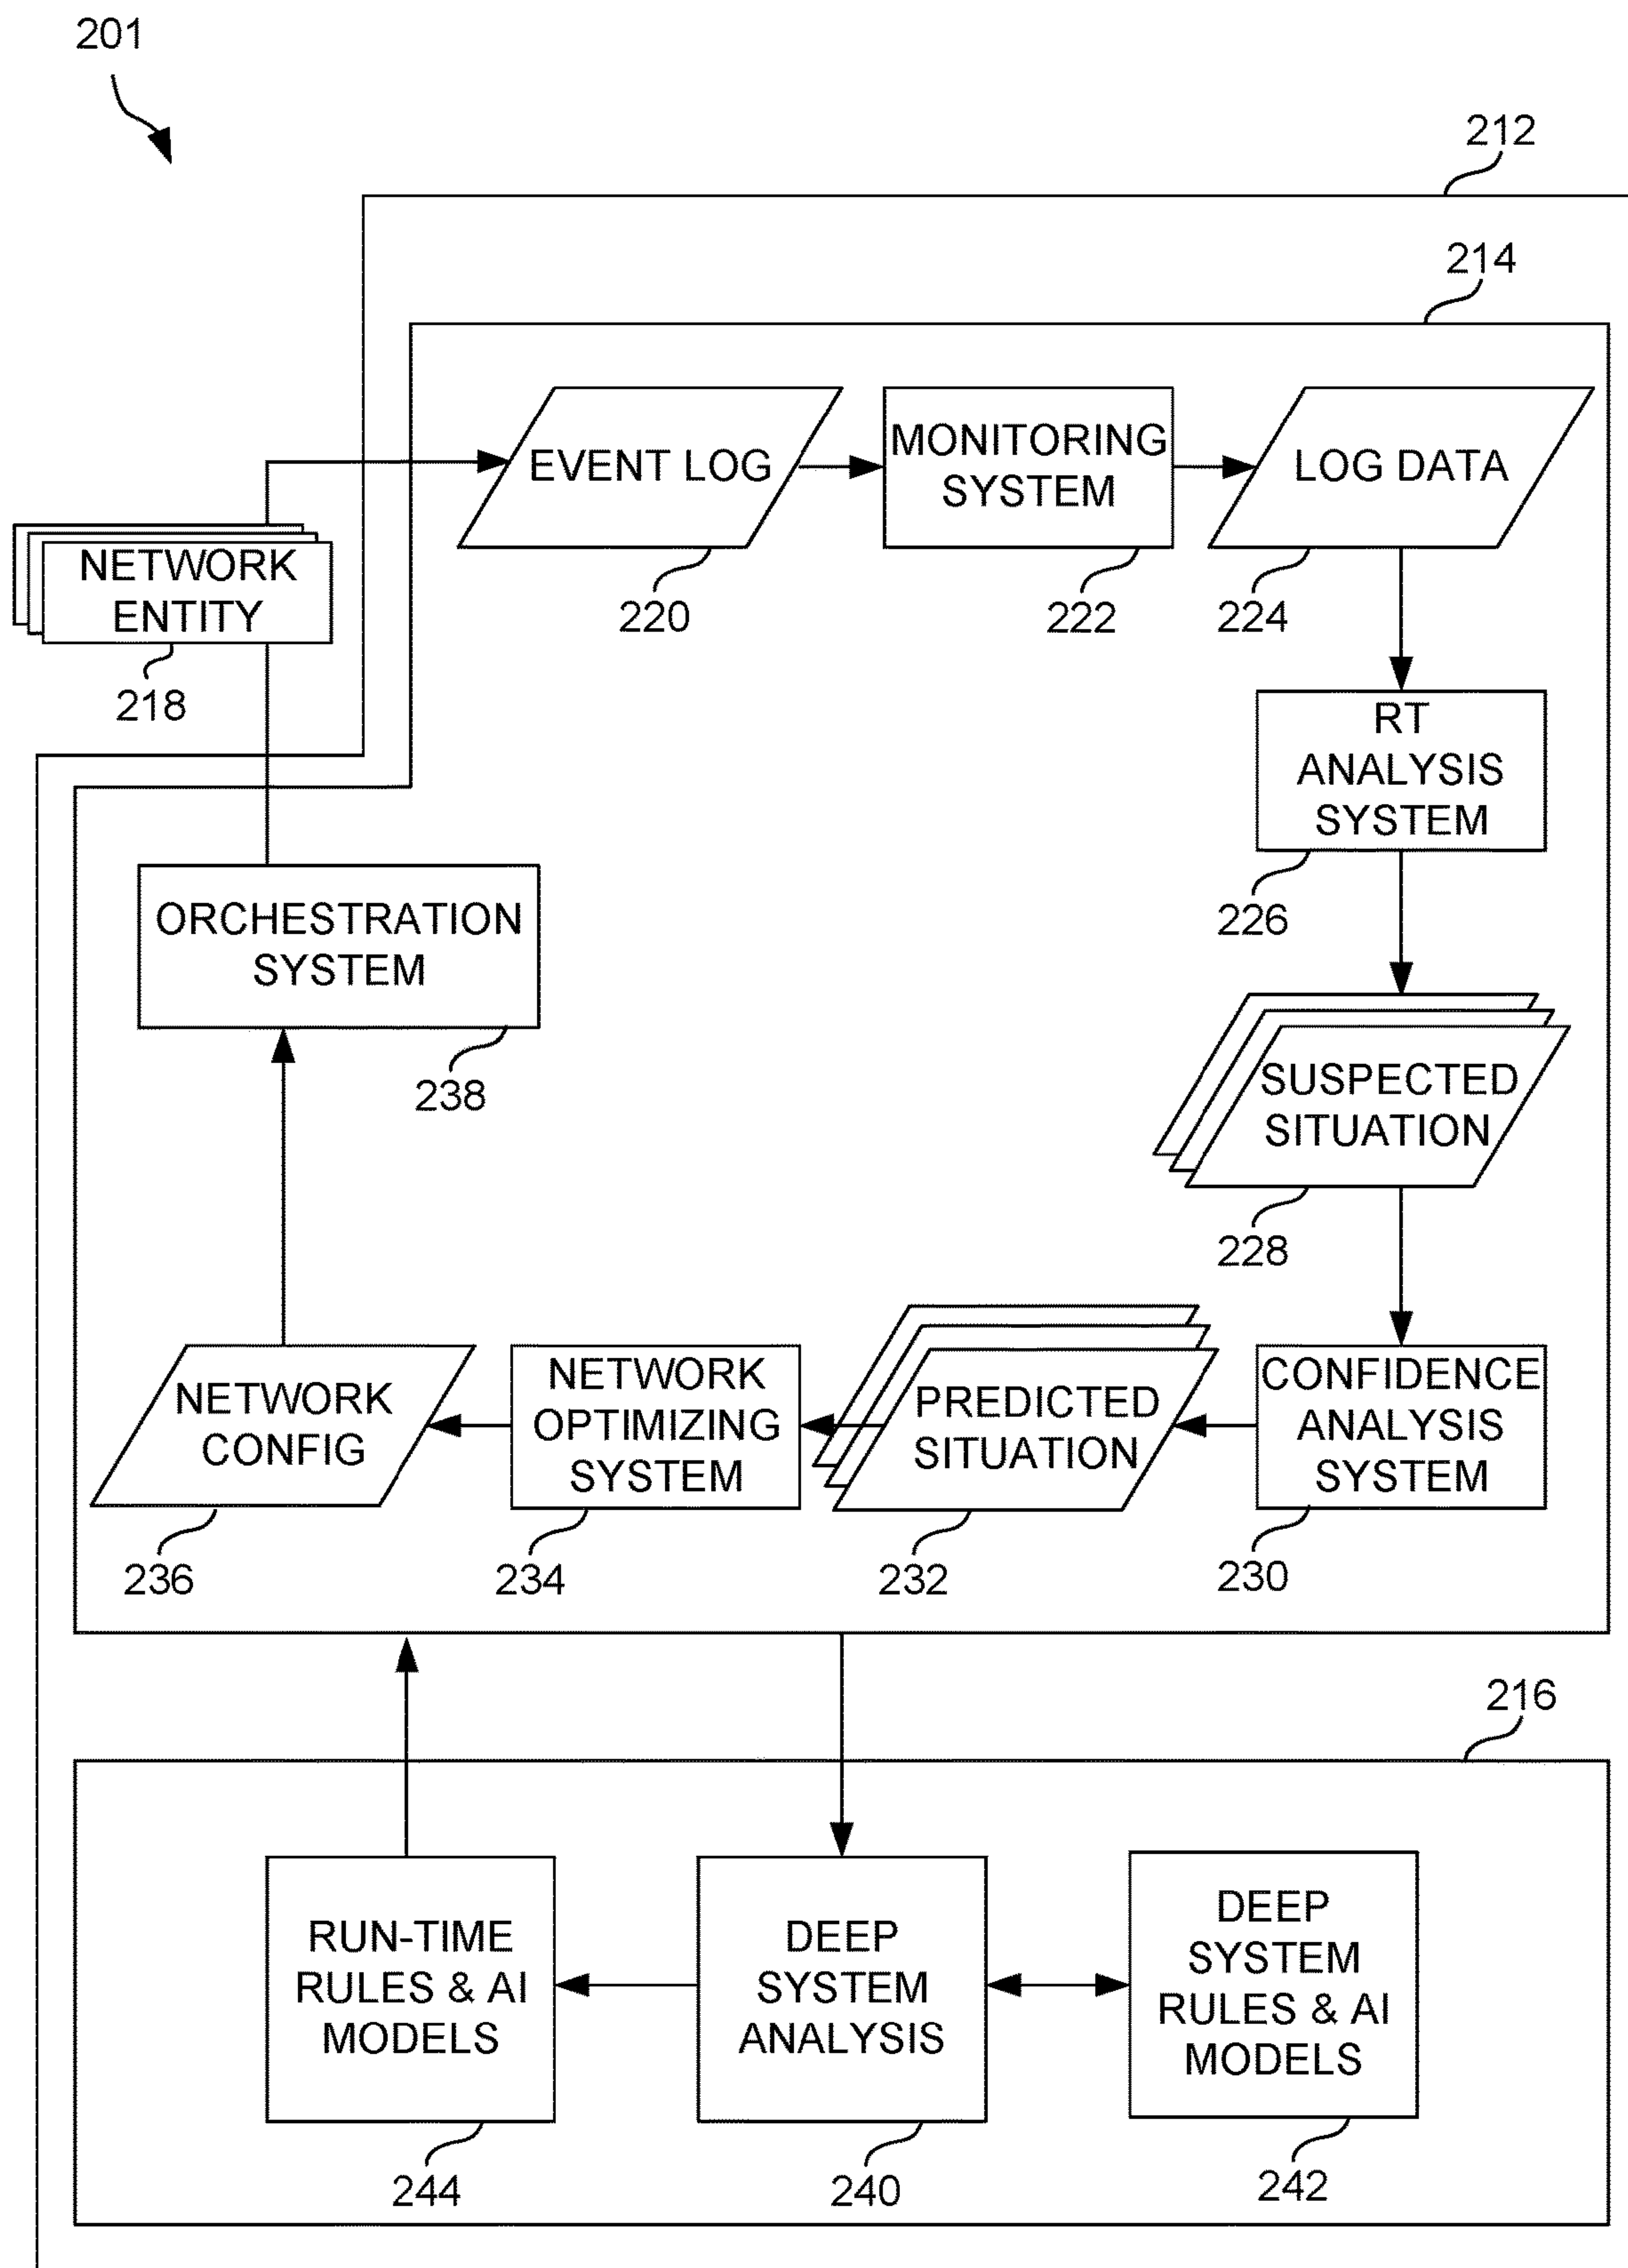 201
212
214
EVENT LOG
MONITORING
SYSTEM
LOG DATA
220
222
224
NETWORK
ENTITY
218
RT
ANALYSIS
SYSTEM
226
ORCHESTRATION
SYSTEM
238
SUSPECTED
SITUATION
228
NETWORK
CONFIG
236
NETWORK
OPTIMIZING
SYSTEM
234
PREDICTED
SITUATION
232
CONFIDENCE
ANALYSIS
SYSTEM
230
216
RUN-TIME
RULES & AI
MODELS
244
DEEP
SYSTEM
ANALYSIS
240
DEEP
SYSTEM
RULES & AI
MODELS
242